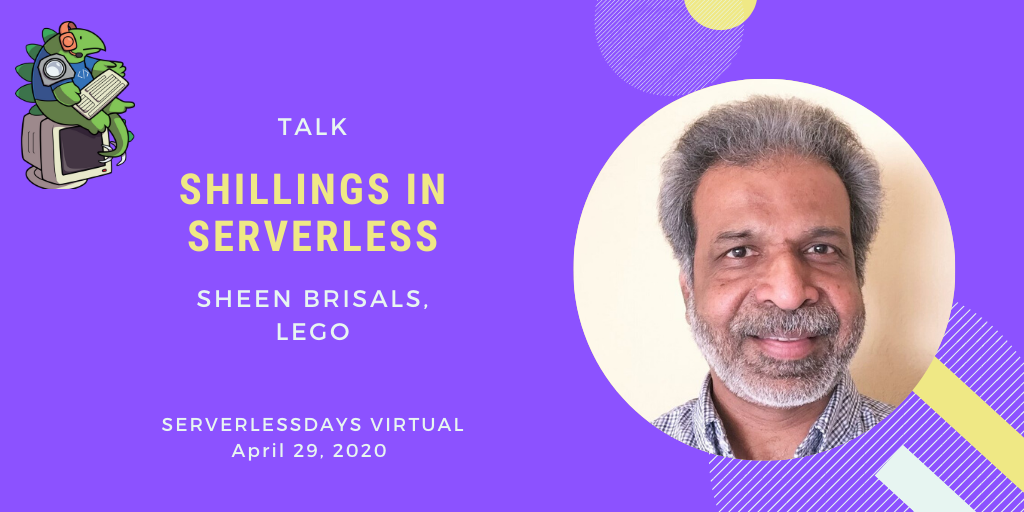 TALK
SHILLINGS IN
SERVERLESS
SHEEN BRISALS,
LEGO
SERVERLESSDAYS VIRTUAL
April 29, 2020